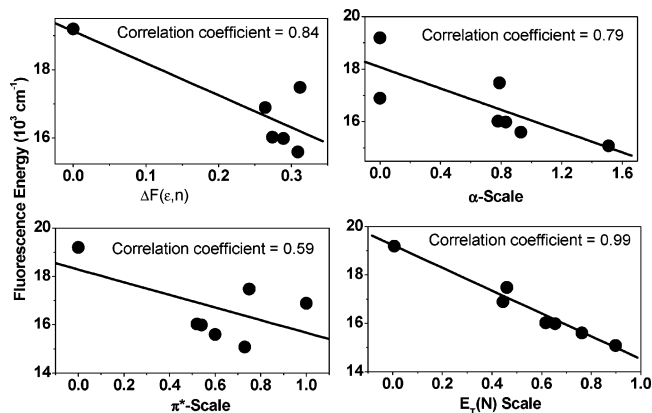 Fluorescence Energy (10³ cm⁻¹)
Correlation coefficient = 0.84
18
16
0.0 0.1 0.2 0.3
ΔF(ε,n)
Correlation coefficient = 0.79
20
18
16
14
0.0 0.4 0.8 1.2 1.6
α-Scale
Correlation coefficient = 0.59
20
18
16
14
0.0 0.2 0.4 0.6 0.8 1.0
π*-Scale
Correlation coefficient = 0.99
20
18
16
14
0.0 0.2 0.4 0.6 0.8 1.0
E_T(N) Scale